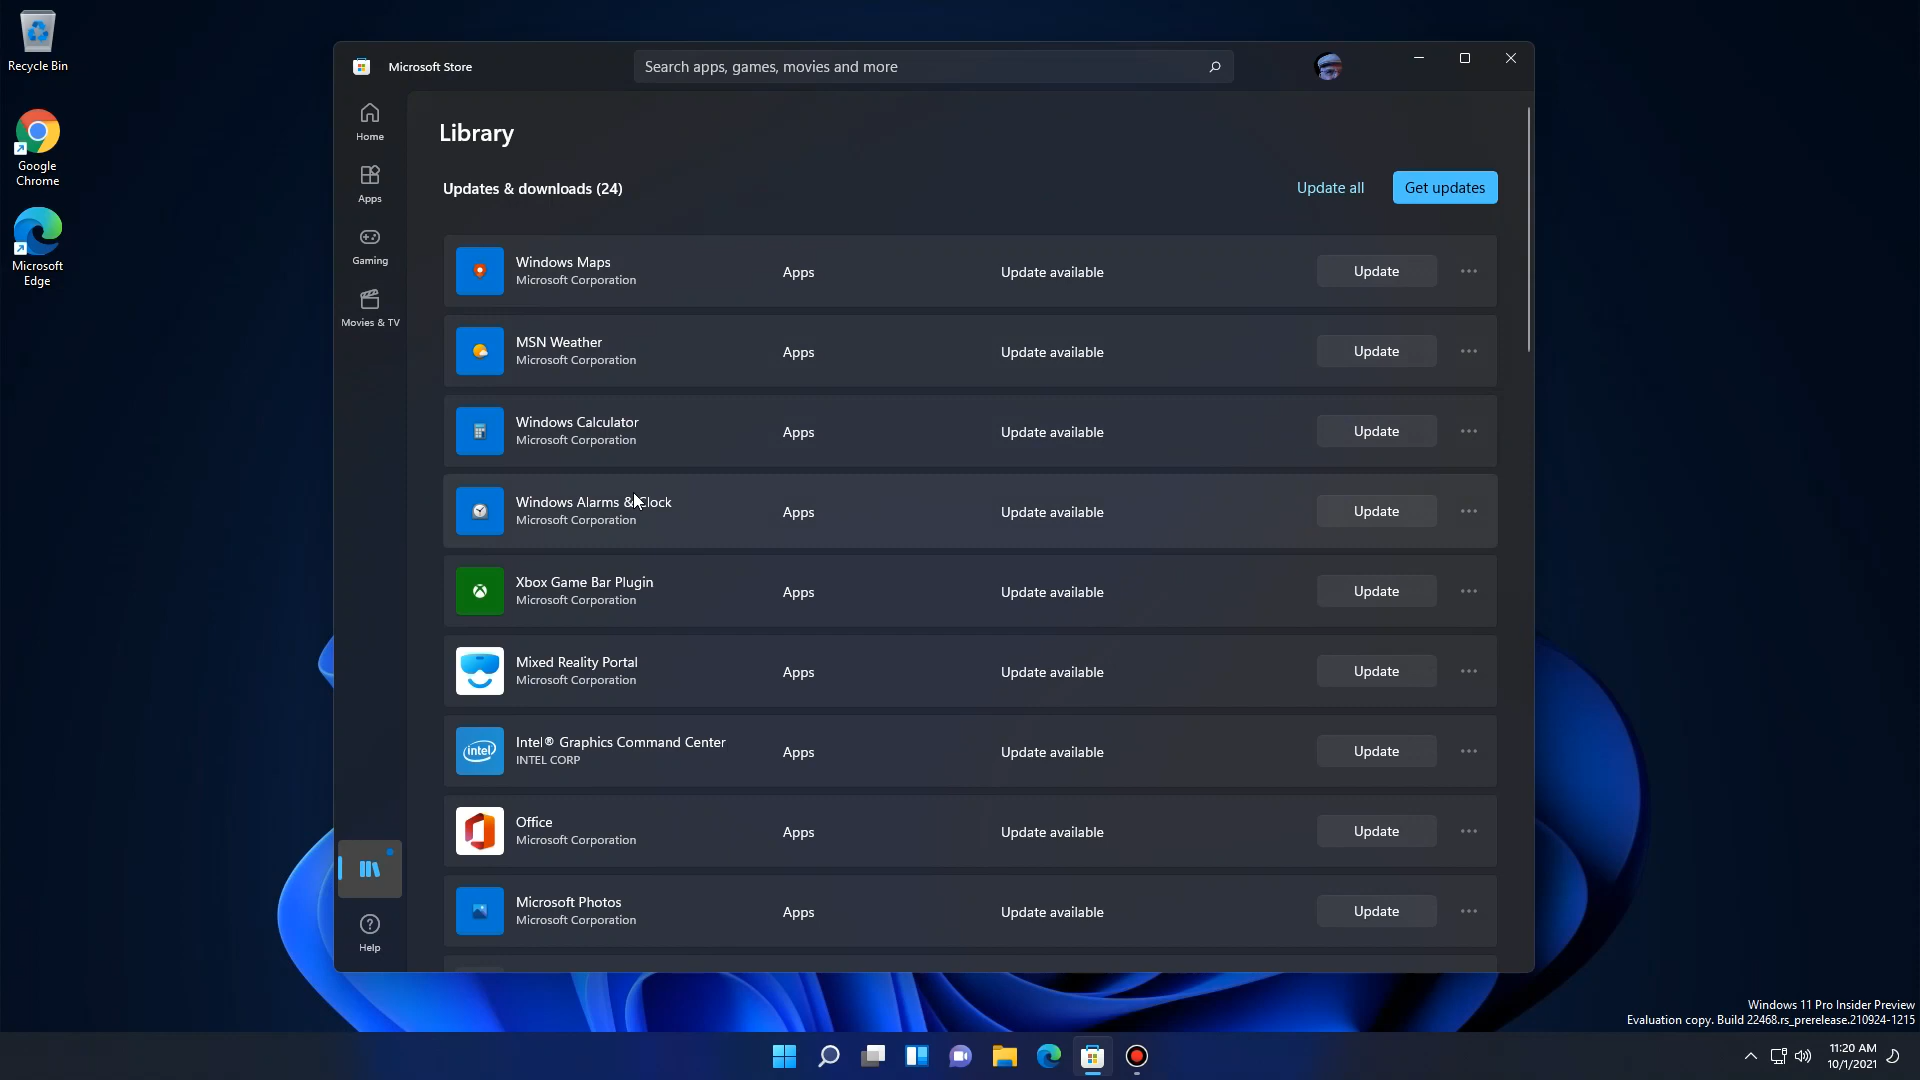 Recycle Bin
Google
Chrome
Microsoft
Edge
Microsoft Store
Search apps, games, movies and more
Home
Apps
Gaming
Movies & TV
Help
Library
Updates & downloads (24)
Update all
Get updates
Windows Maps
Microsoft Corporation
Apps
Update available
Update
MSN Weather
Microsoft Corporation
Apps
Update available
Update
Windows Calculator
Microsoft Corporation
Apps
Update available
Update
Windows Alarms & Clock
Microsoft Corporation
Apps
Update available
Update
Xbox Game Bar Plugin
Microsoft Corporation
Apps
Update available
Update
Mixed Reality Portal
Microsoft Corporation
Apps
Update available
Update
intel
Intel® Graphics Command Center
INTEL CORP
Apps
Update available
Update
Office
Microsoft Corporation
Apps
Update available
Update
Microsoft Photos
Microsoft Corporation
Apps
Update available
Update
Windows 11 Pro Insider Preview
Evaluation copy. Build 22468.rs_prerelease.210924-1215
11:20 AM
10/1/2021